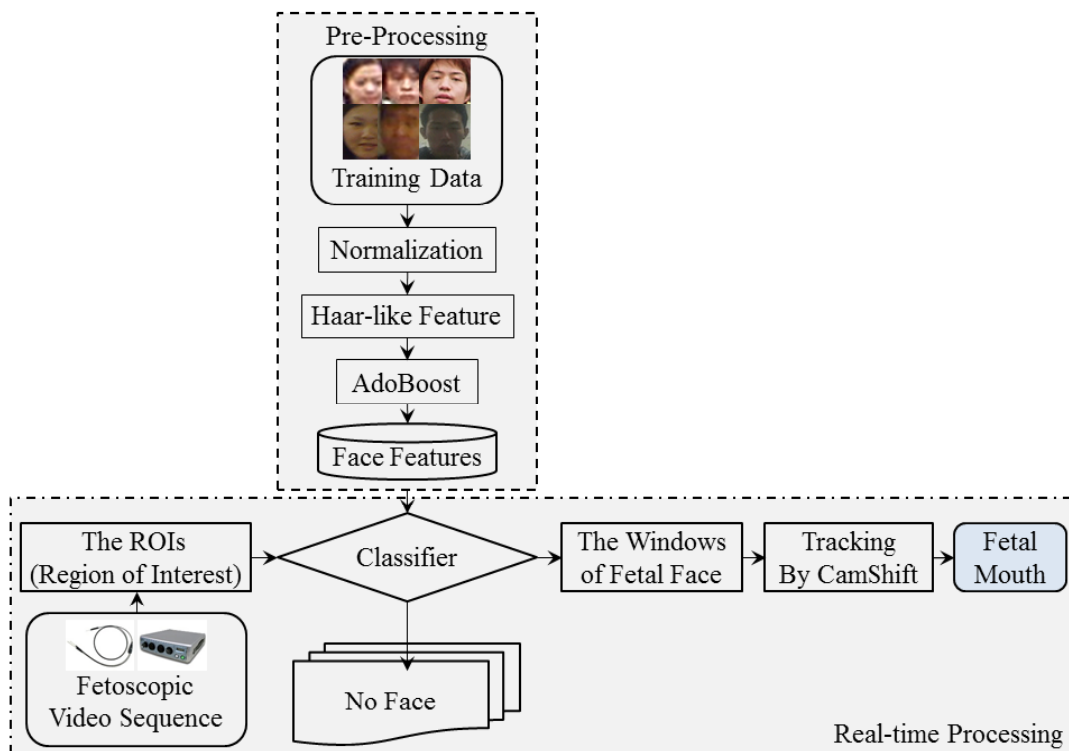 Pre-Processing
Training Data
Normalization
Haar-like Feature
AdoBoost
Face Features
The ROIs
(Region of Interest)
Classifier
The Windows
of Fetal Face
Tracking
By CamShift
Fetal
Mouth
Fetoscopic
Video Sequence
No Face
Real-time Processing